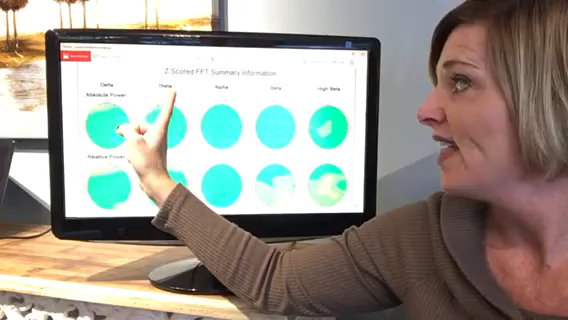 Z Scored FFT Summary Information
Delta Theta Alpha Beta High Beta
Absolute Power
Relative Power